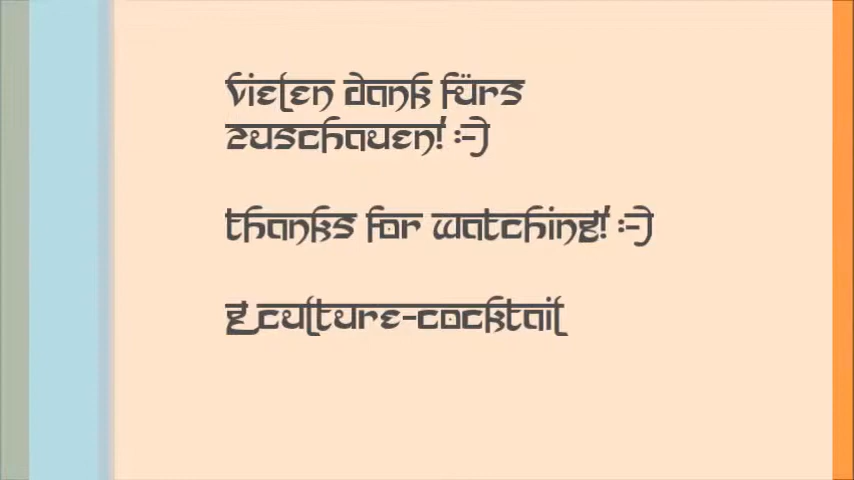 vielen dank fürs
zuschauen! :-)
thanks for watching! :-)
culture-cocktail